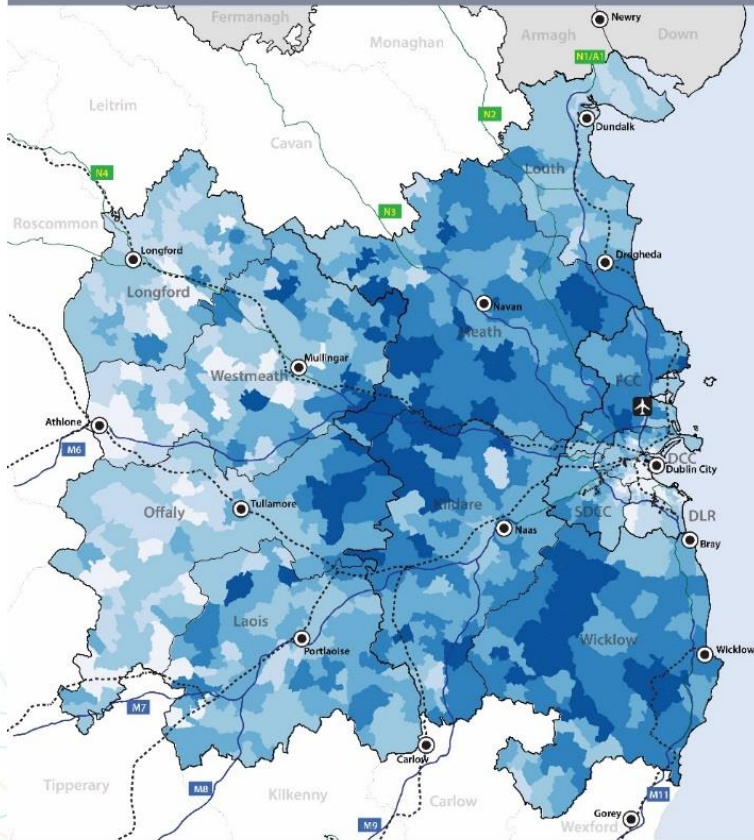 Fermanagh
Newry
Armagh
Down
Monaghan
N1/A1
Leitrim
N2
Dundalk
Cavan
Louth
N4
N3
Roscommon
Longford
Drogheda
Longford
Navan
Meath
Mullingar
Westmeath
FCC
Athlone
M6
DCC
Dublin City
Kildare
Tullamore
Offaly
SDCC
DLR
Naas
Bray
Laois
Wicklow
Portlaoise
Wicklow
M7
Carlow
Tipperary
M8
Kilkenny
Carlow
M11
M9
Gorey
Wexford